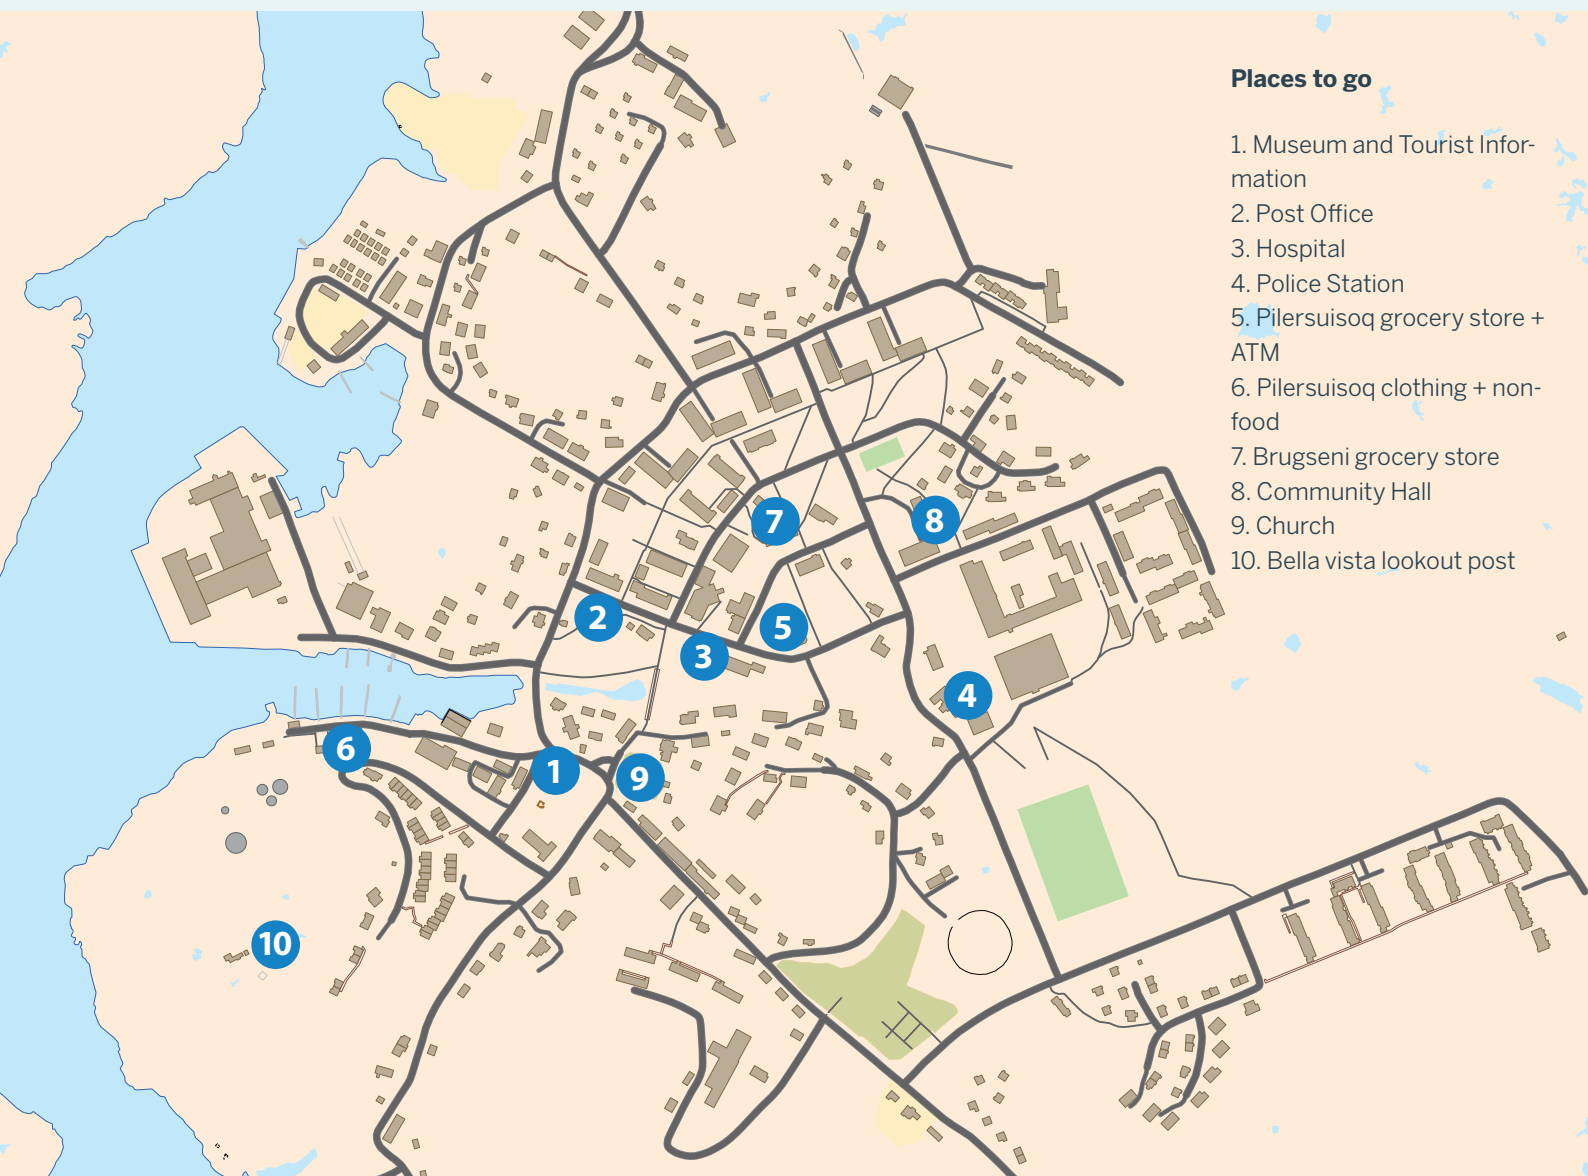 Places to go
1. Museum and Tourist Infor-
mation
2. Post Office
3. Hospital
4. Police Station
5. Pilersuisoq grocery store +
ATM
6. Pilersuisoq clothing + non-
food
7. Brugseni grocery store
8. Community Hall
9. Church
10. Bella vista lookout post
7
8
2
5
3
4
6
1
9
10